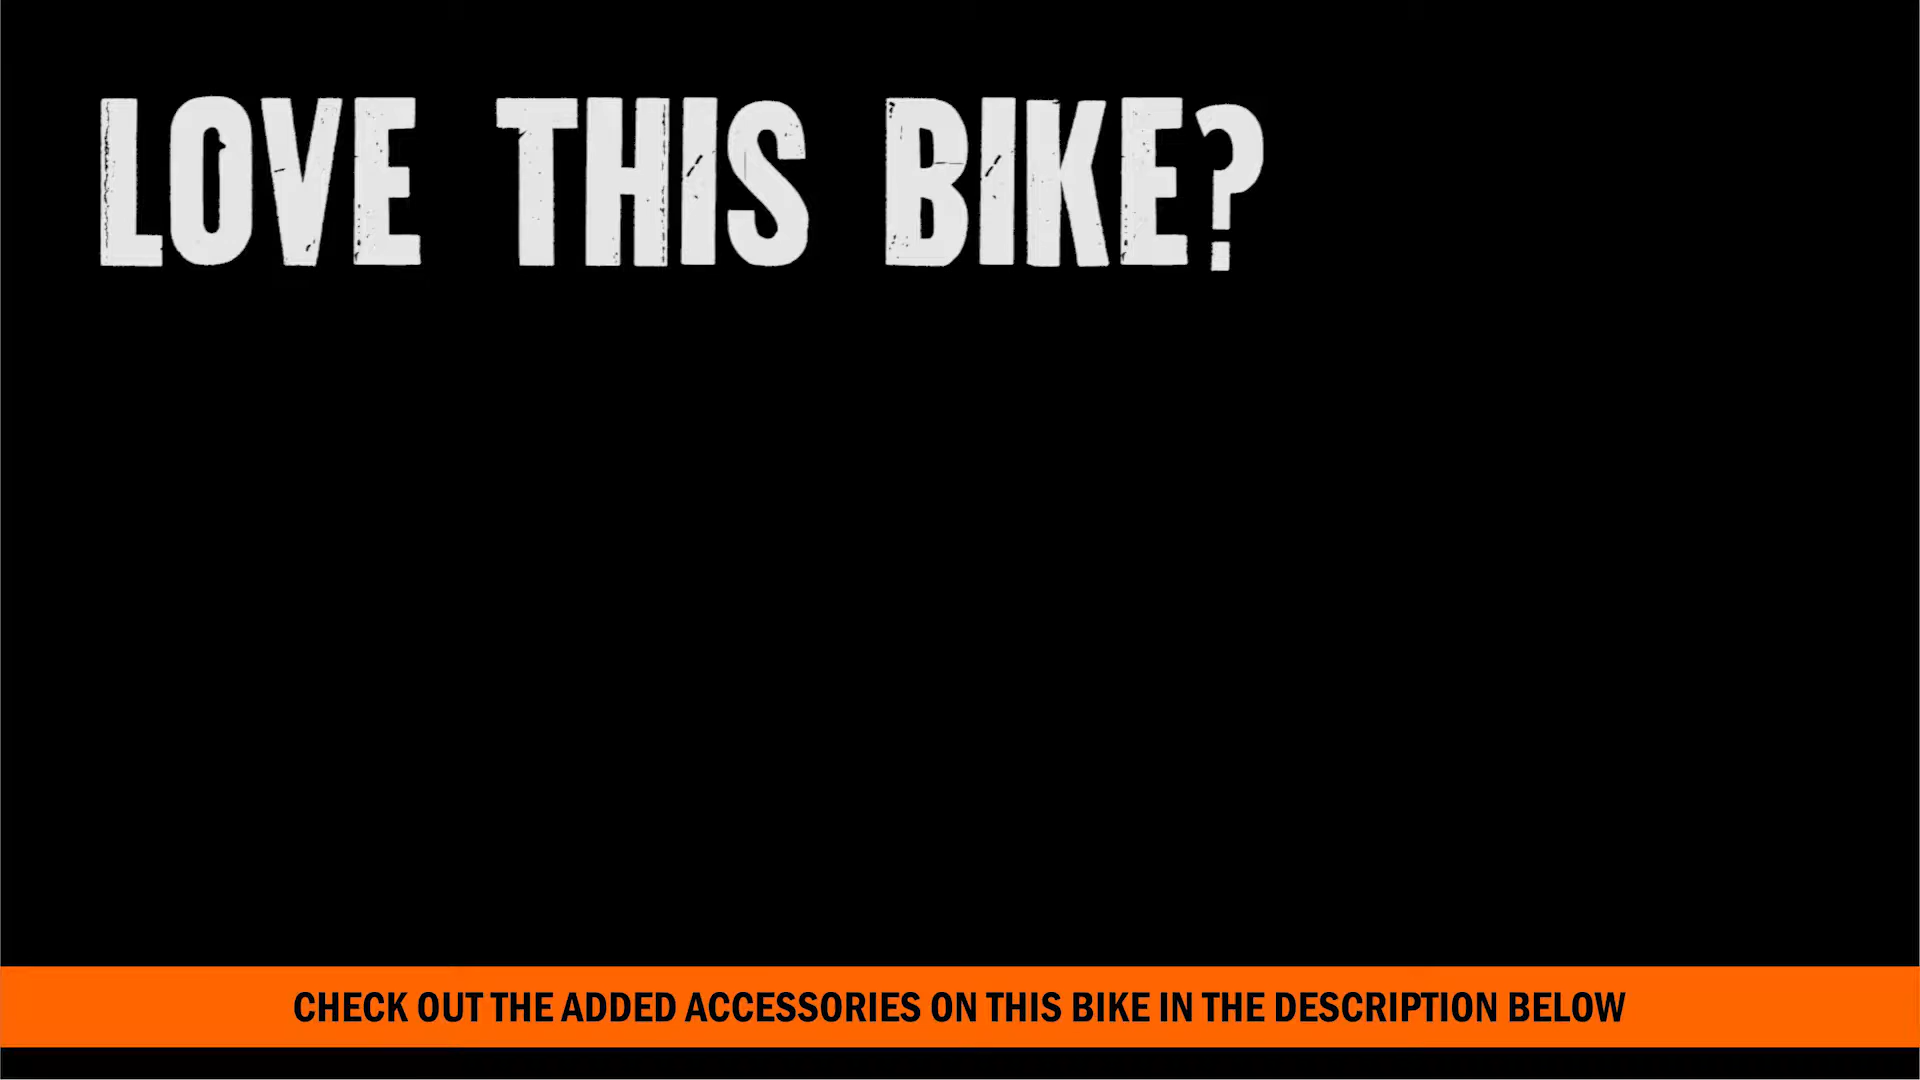 LOVE THIS BIKE?
CHECK OUT THE ADDED ACCESSORIES ON THIS BIKE IN THE DESCRIPTION BELOW